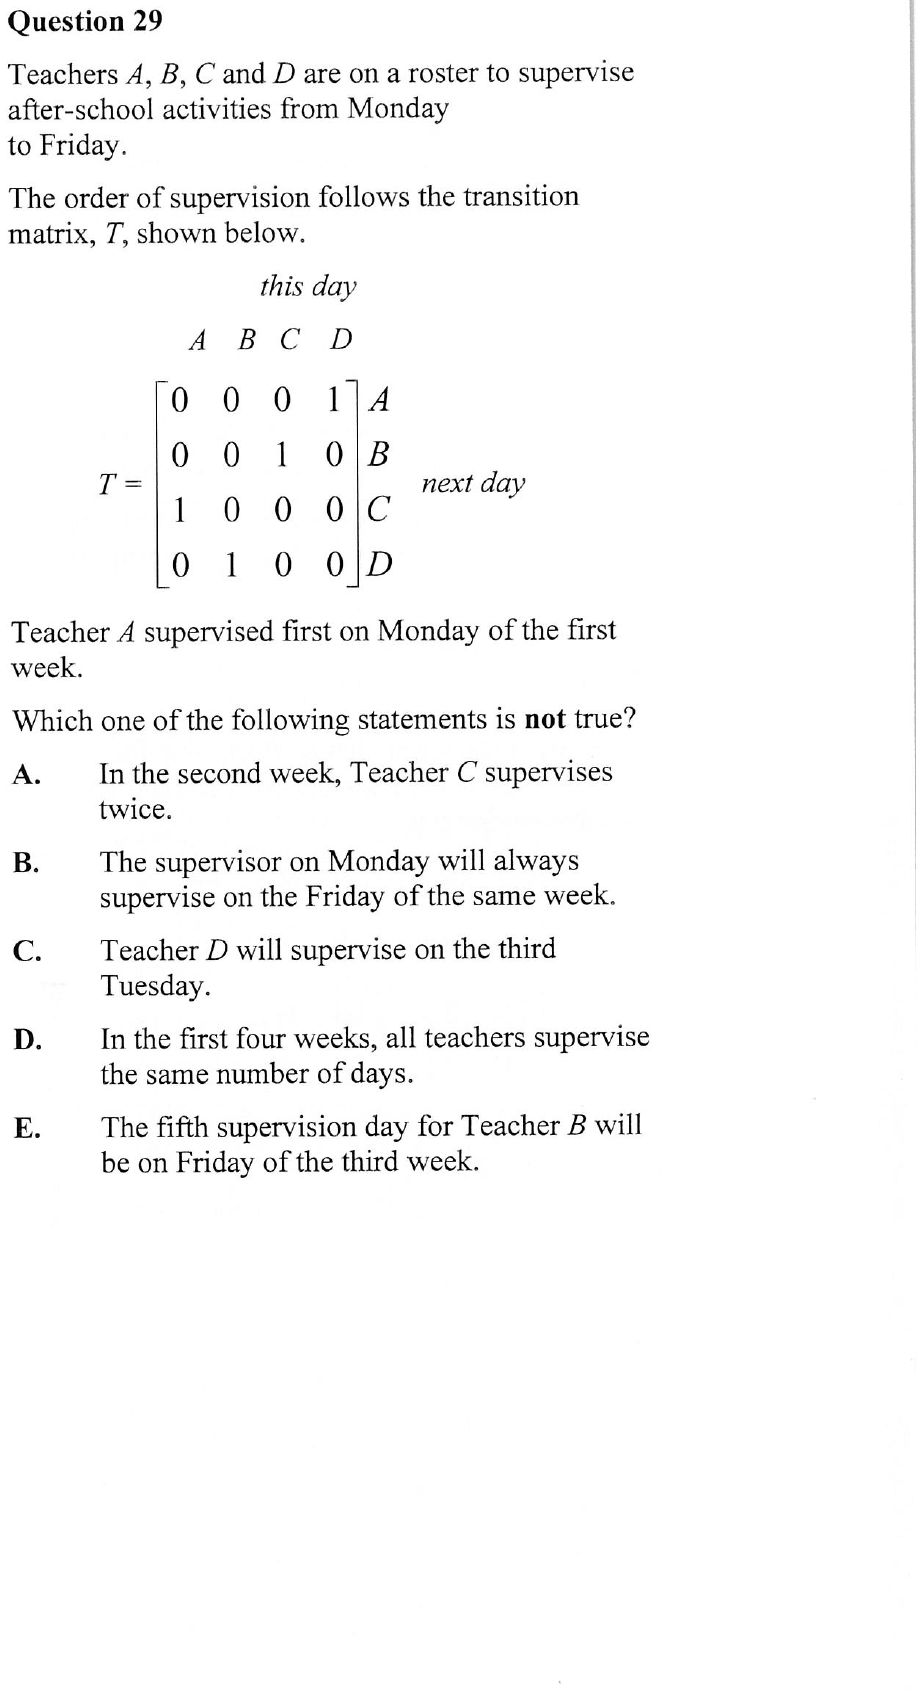 Question 29
Teachers A, B, C and D are on a roster to supervise
after-school activities from Monday
to Friday.
The order of supervision follows the transition
matrix, T, shown below.
this day
A B C D
0 0 0 1 A
0 0 1 0 B
T =
next day
1 0 0 0 C
0 1 0 0 D
Teacher A supervised first on Monday of the first
week.
Which one of the following statements is not true?
A. In the second week, Teacher C supervises
twice.
B. The supervisor on Monday will always
supervise on the Friday of the same week.
C. Teacher D will supervise on the third
Tuesday.
D. In the first four weeks, all teachers supervise
the same number of days.
E. The fifth supervision day for Teacher B will
be on Friday of the third week.